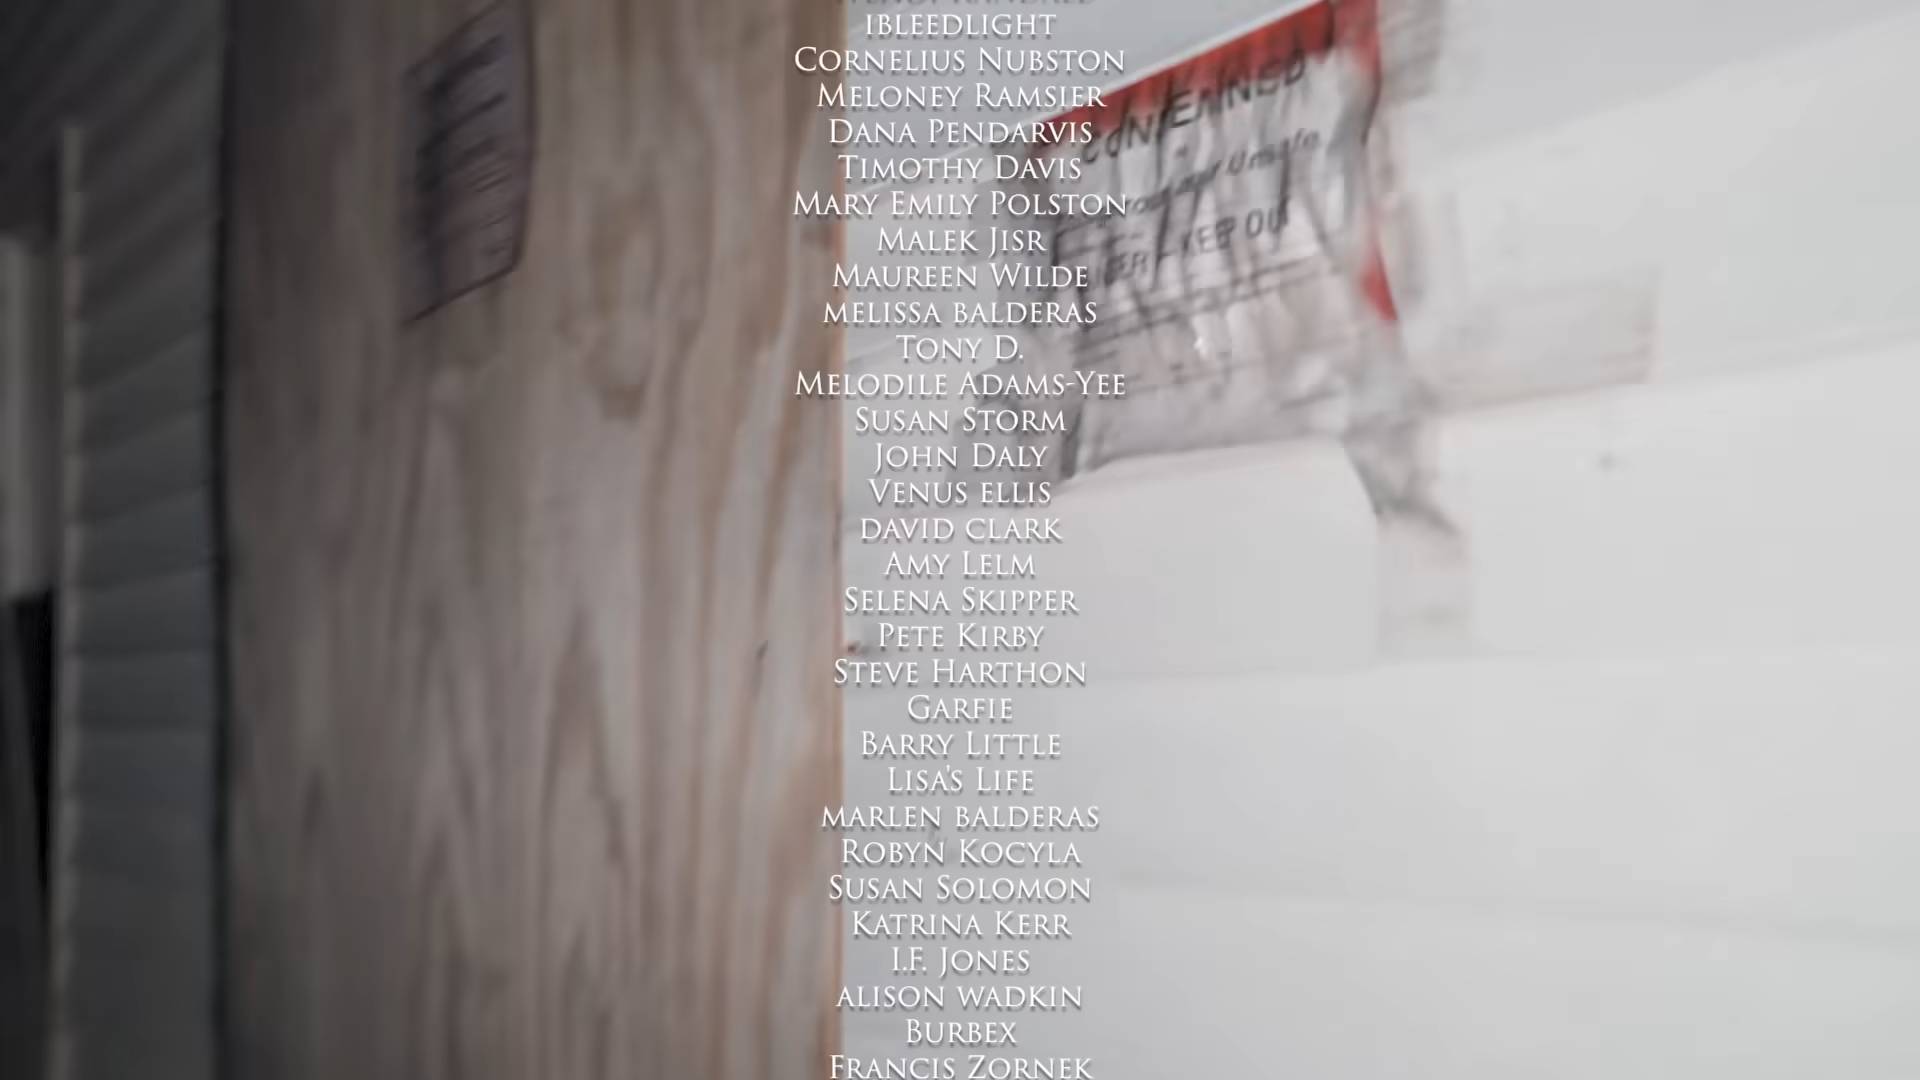 IBLEEDLIGHT
CORNELIUS NUBSTON
MELONEY RAMSIER
DANA PENDARVIS
TIMOTHY DAVIS
MARY EMILY POLSTON
MALEK JISR
MAUREEN WILDE
MELISSA BALDERAS
TONY D.
MELODILE ADAMS-YEE
SUSAN STORM
JOHN DALY
VENUS ELLIS
DAVID CLARK
AMY LELM
SELENA SKIPPER
PETE KIRBY
STEVE HARTHON
GARFIE
BARRY LITTLE
LISA'S LIFE
MARLEN BALDERAS
ROBYN KOCYLA
SUSAN SOLOMON
KATRINA KERR
I.F. JONES
ALISON WADKIN
BURBEX
FRANCIS ZORNEK
Unsafe
KEEP OUT